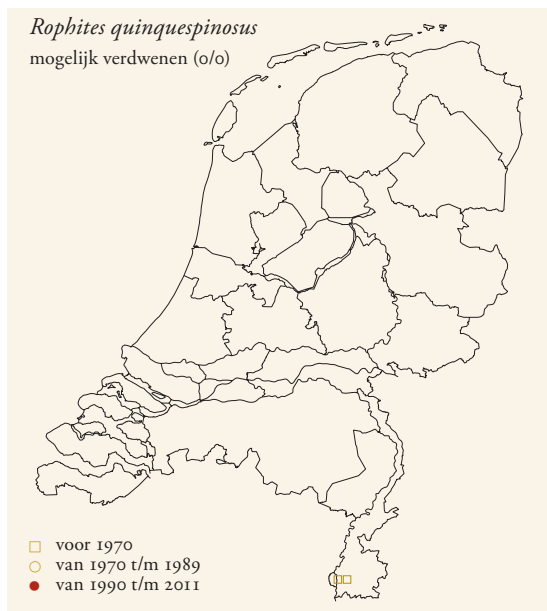 Rophites quinquespinosus
mogelijk verdwenen (0/0)
voor 1970
van 1970 t/m 1989
van 1990 t/m 2011